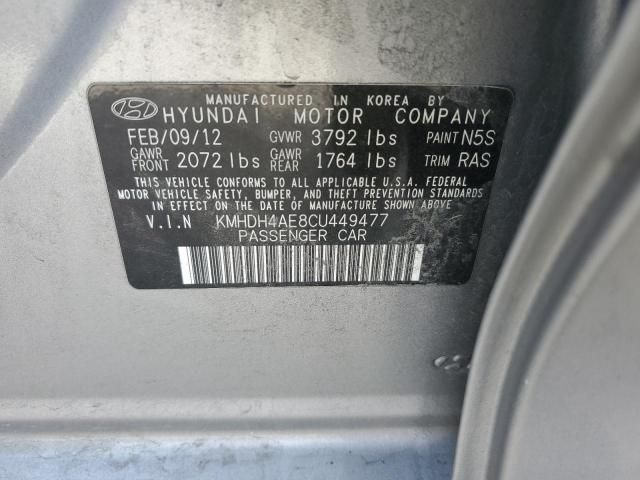 MANUFACTURED IN KOREA BY
HYUNDAI MOTOR COMPANY
FEB/09/12 GVWR 3792 lbs PAINT N5S
GAWR FRONT 2072 lbs GAWR REAR 1764 lbs TRIM RAS
THIS VEHICLE CONFORMS TO ALL APPLICABLE U.S.A. FEDERAL
MOTOR VEHICLE SAFETY, BUMPER, AND THEFT PREVENTION STANDARDS
IN EFFECT ON THE DATE OF MANUFACTURE SHOWN ABOVE.
V.I.N KMHDH4AE8CU449477
PASSENGER CAR